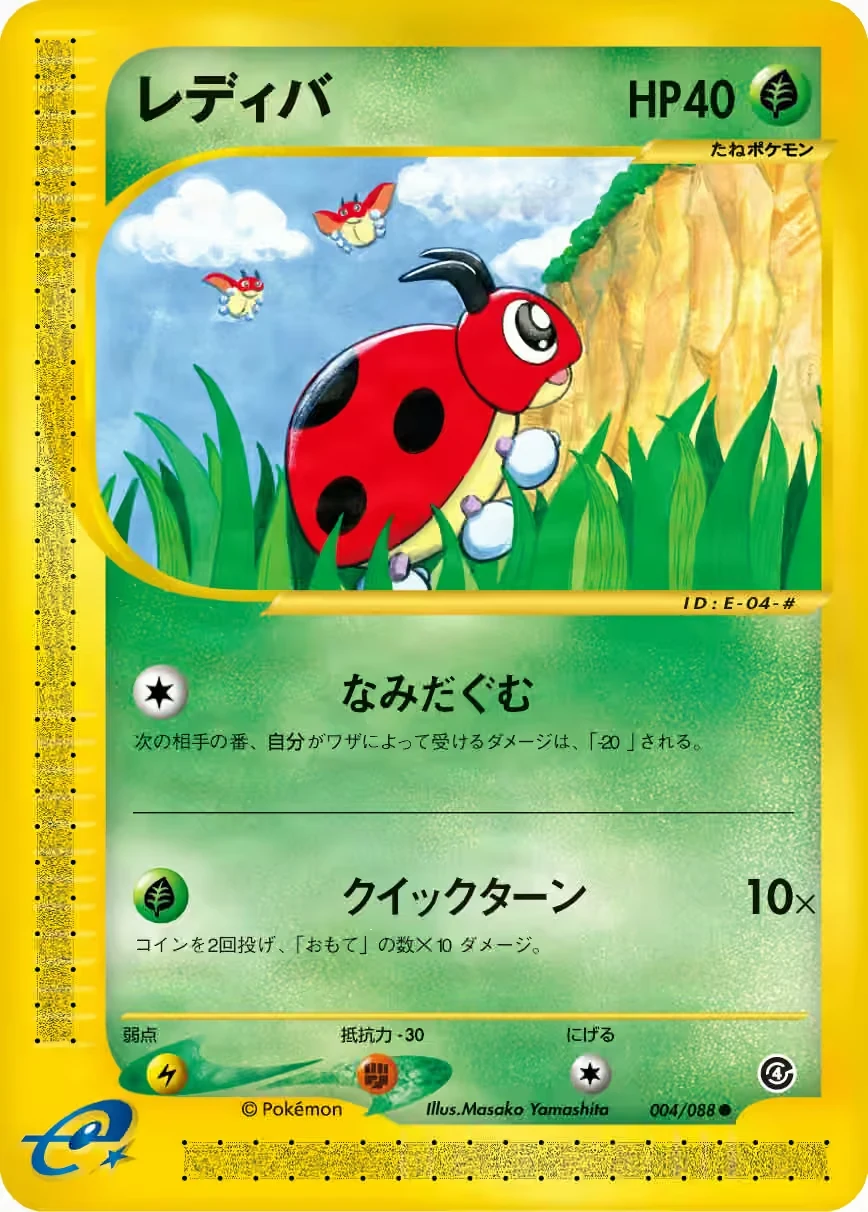 レディバ HP40
たねポケモン
ID:E-04-#
なみだぐむ
次の相手の番、自分がワザによって受けるダメージは、「-20 」される。
クイックターン 10×
コインを2回投げ、「おもて」の数×10 ダメージ。
弱点 抵抗力 -30 にげる
4
© Pokémon Illus.Masako Yamashita 004/088 ●
e